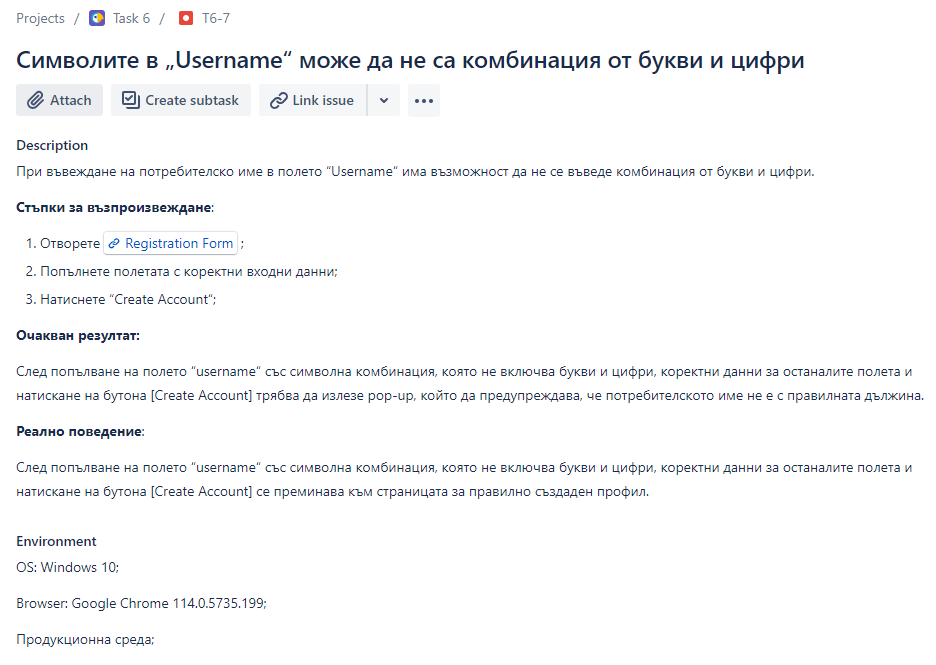 Projects / Task 6 / T6-7
Символите в „Username“ може да не са комбинация от букви и цифри
Attach Create subtask Link issue
Description
При въвеждане на потребителско име в полето “Username” има възможност да не се въведе комбинация от букви и цифри.
Стъпки за възпроизвеждане:
1. Отворете Registration Form ;
2. Попълнете полетата с коректни входни данни;
3. Натиснете “Create Account”;
Очакван резултат:
След попълване на полето “username” със символна комбинация, която не включва букви и цифри, коректни данни за останалите полета и
натискане на бутона [Create Account] трябва да излезе pop-up, който да предупреждава, че потребителското име не е с правилната дължина.
Реално поведение:
След попълване на полето “username” със символна комбинация, която не включва букви и цифри, коректни данни за останалите полета и
натискане на бутона [Create Account] се преминава към страницата за правилно създаден профил.
Environment
OS: Windows 10;
Browser: Google Chrome 114.0.5735.199;
Продукционна среда;